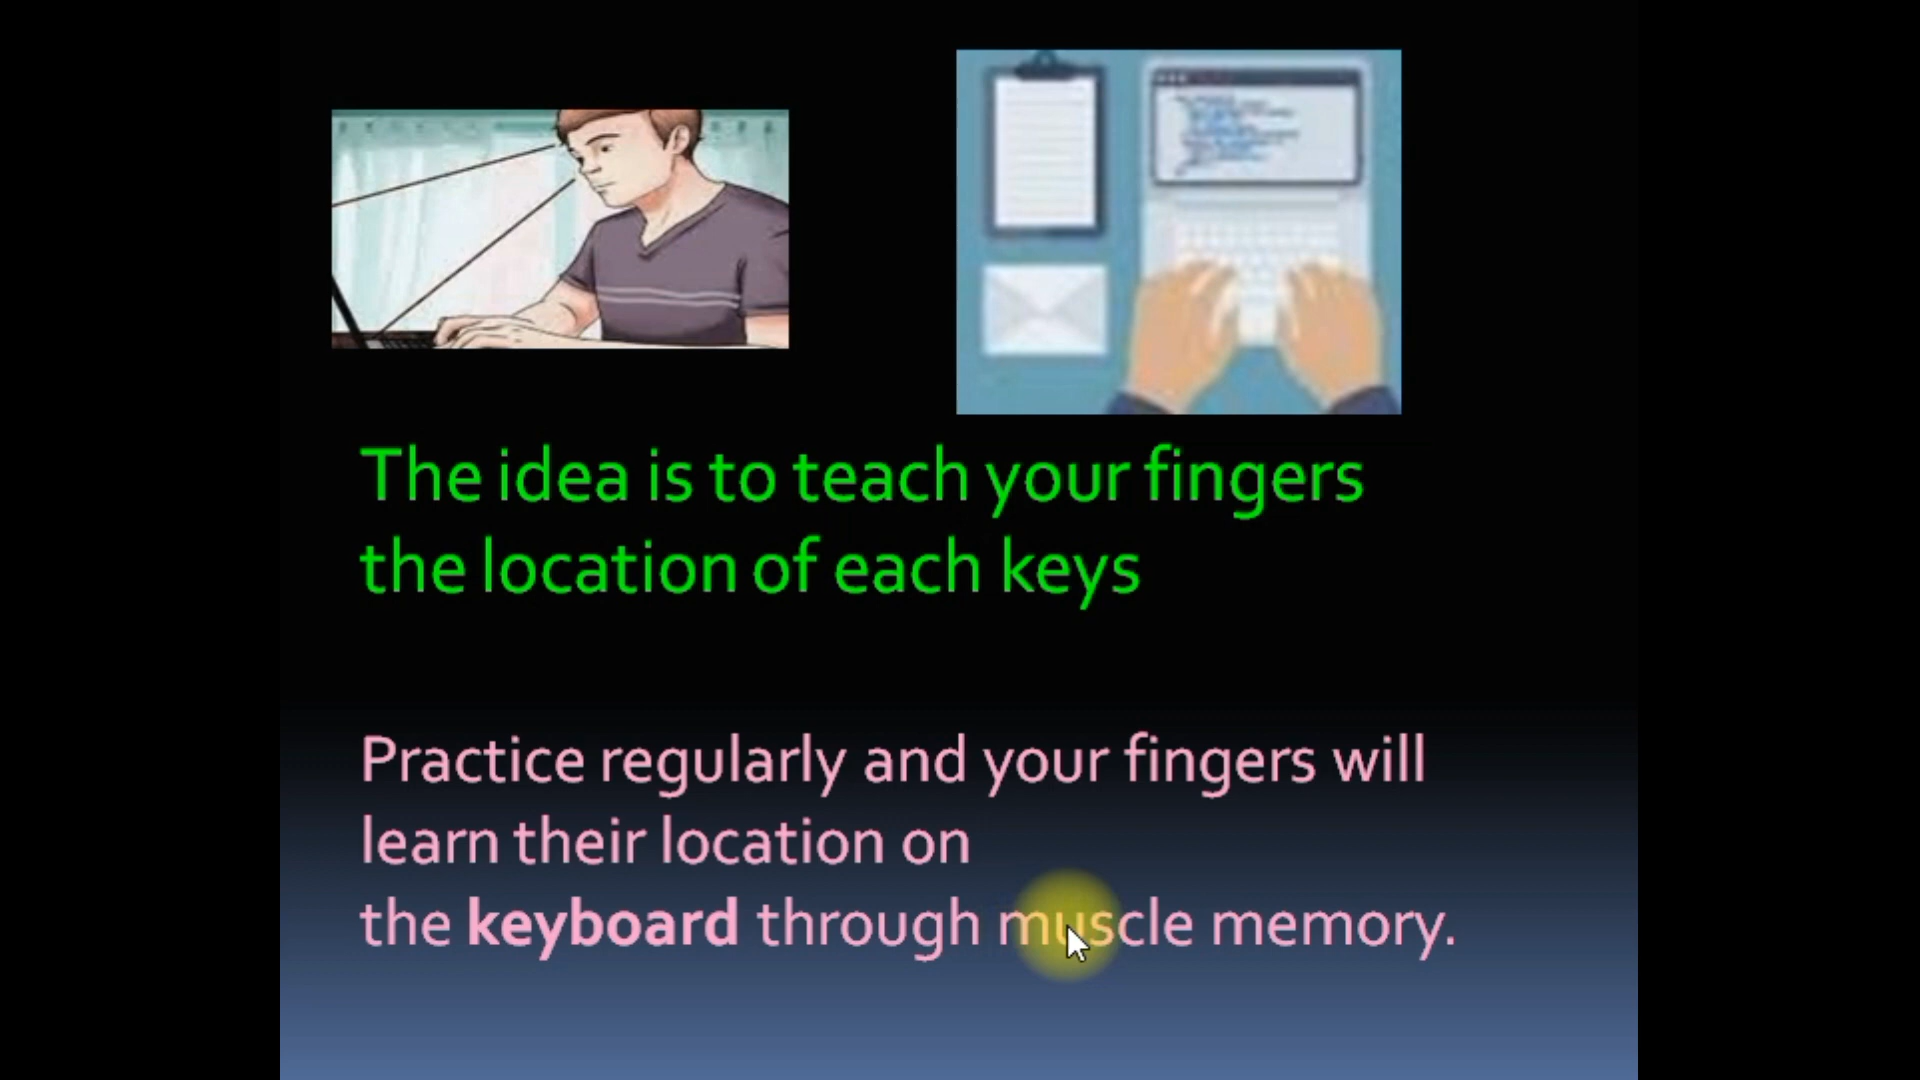 The idea is to teach your fingers
the location of each keys
Practice regularly and your fingers will
learn their location on
the keyboard through muscle memory.